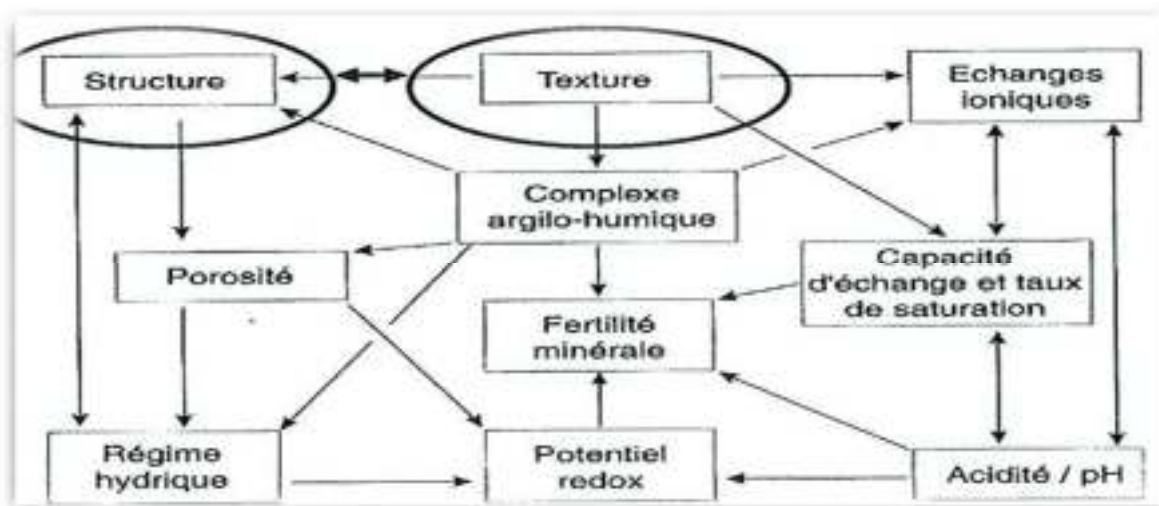 Structure
Texture
Echanges
ioniques
Complexe
argilo-humique
Porosité
Capacité
d'échange et taux
de saturation
Fertilité
minérale
Régime
hydrique
Potentiel
redox
Acidité / pH